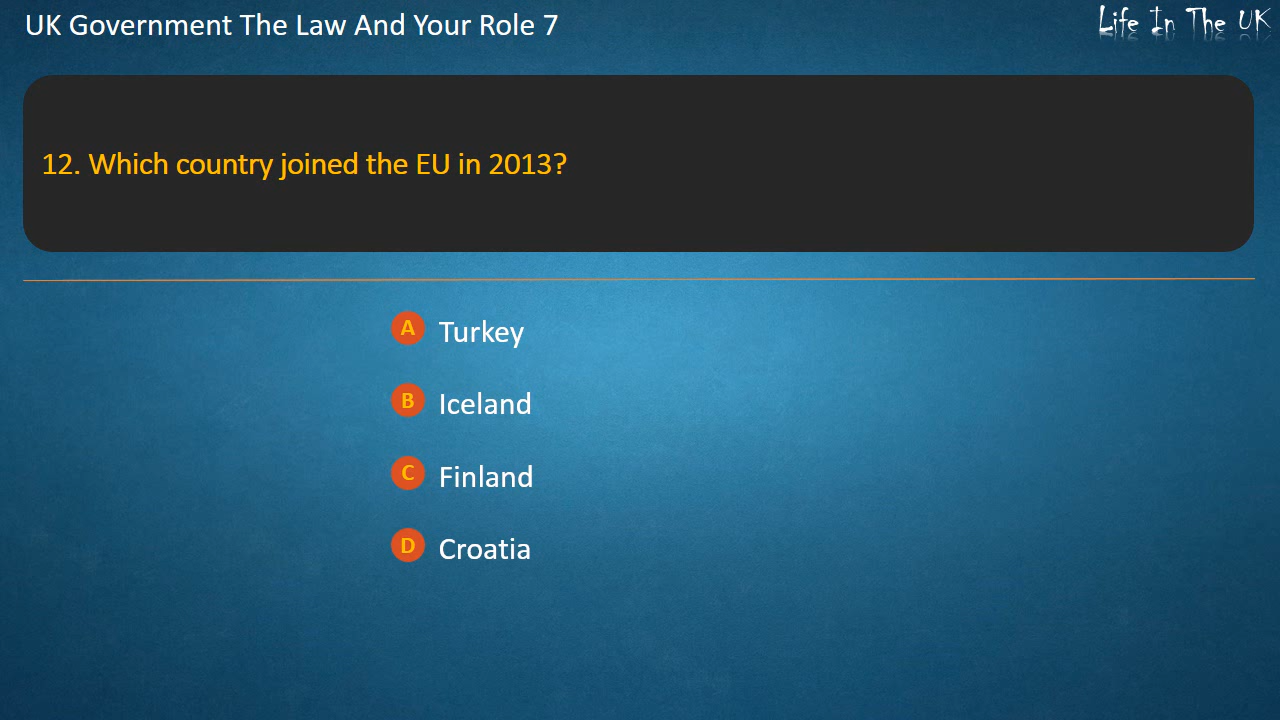 UK Government The Law And Your Role 7
Life In The UK
12. Which country joined the EU in 2013?
A Turkey
B Iceland
C Finland
D Croatia